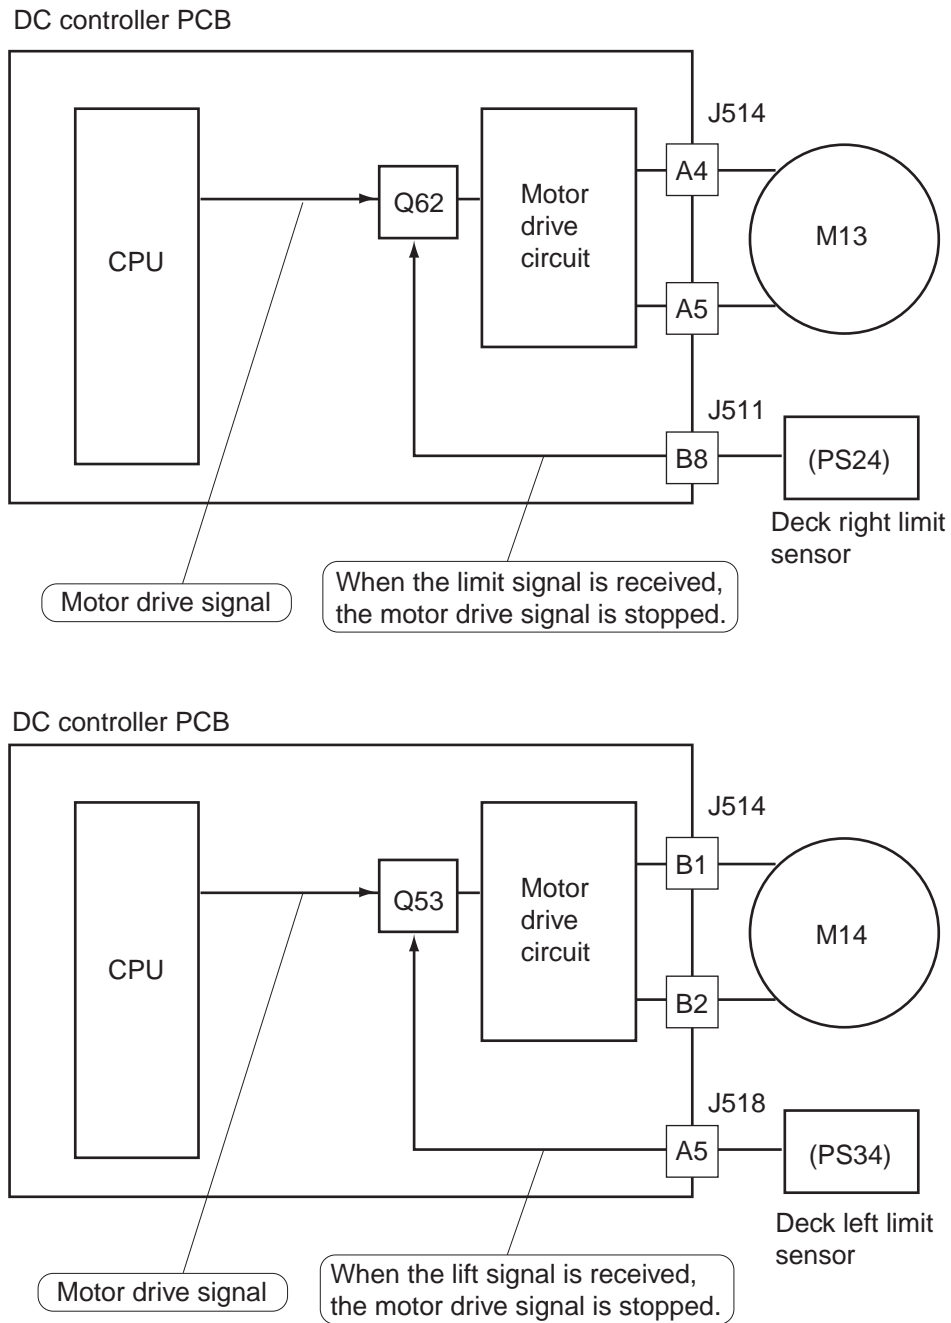 DC controller PCB
J514
A4
Q62
Motor
drive
circuit
M13
CPU
A5
J511
B8
(PS24)
Deck right limit
sensor
Motor drive signal
When the limit signal is received,
the motor drive signal is stopped.
DC controller PCB
J514
B1
Q53
Motor
drive
circuit
M14
CPU
B2
J518
A5
(PS34)
Deck left limit
sensor
Motor drive signal
When the lift signal is received,
the motor drive signal is stopped.